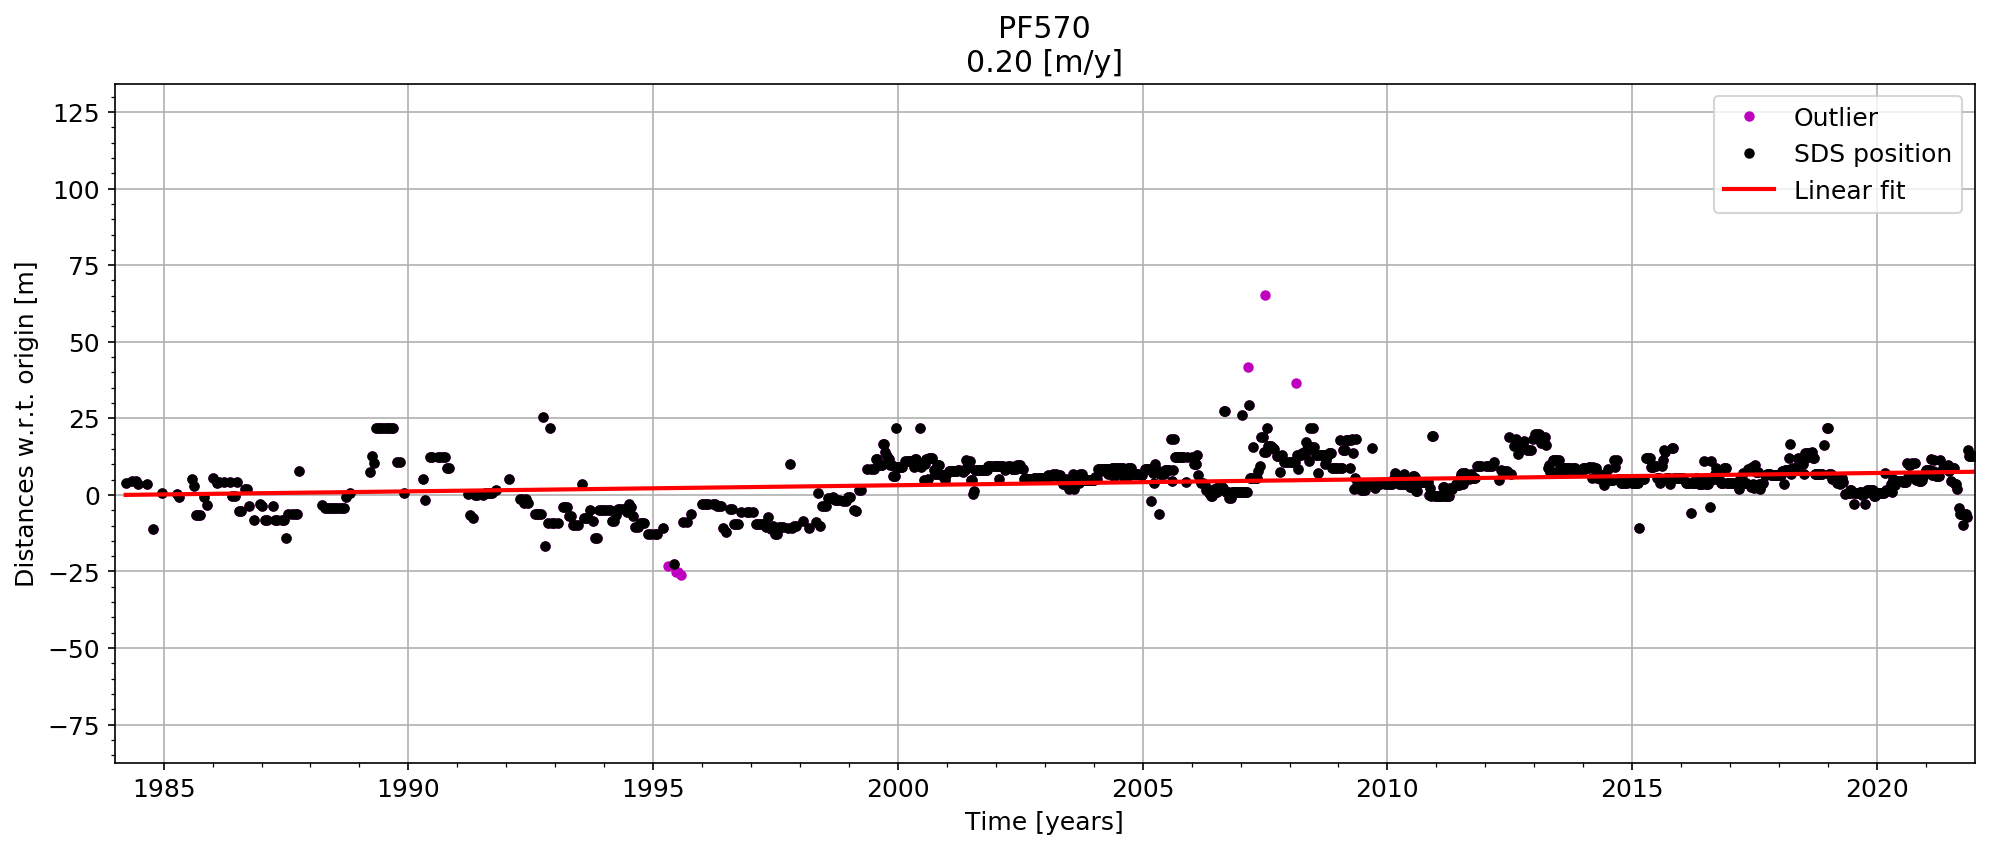 PF570
0.20 [m/y]
125
100
75
50
25
0
−25
−50
−75
Distances w.r.t. origin [m]
Outlier
SDS position
Linear fit
1985 1990 1995 2000 2005 2010 2015 2020
Time [years]